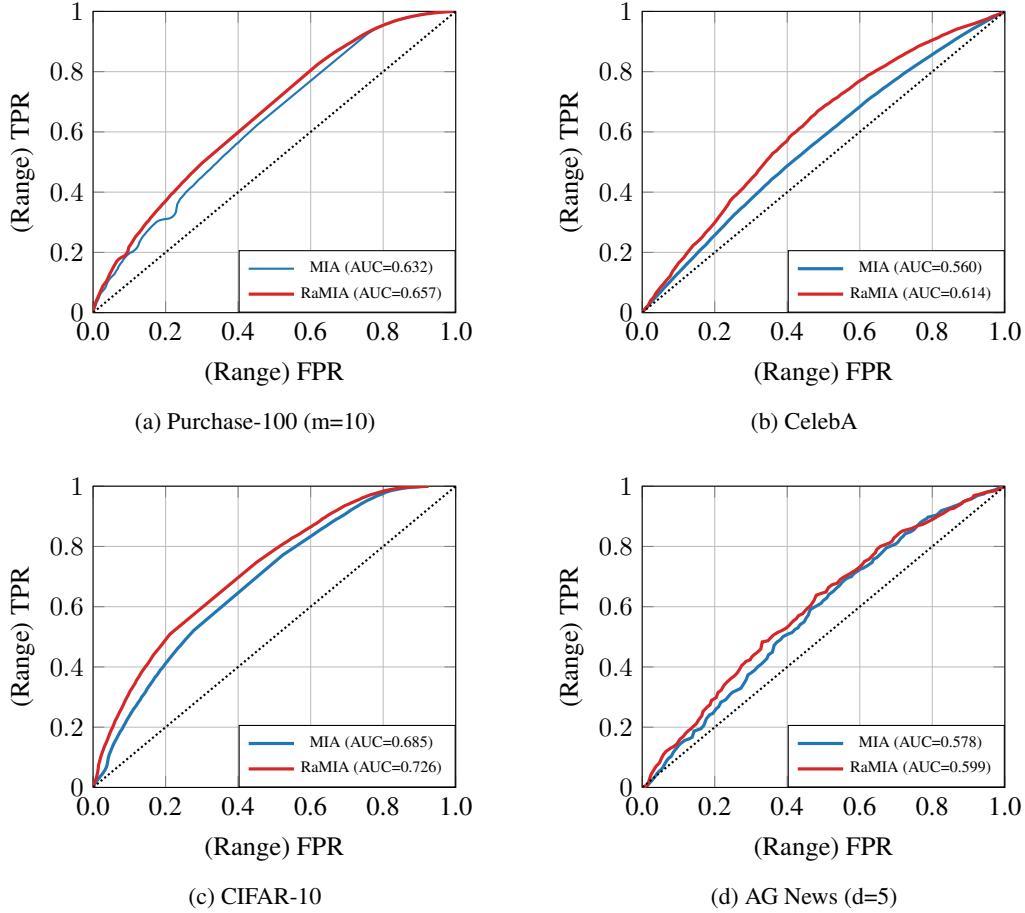 1
0.8
0.6
0.4
0.2
0
(Range) TPR
MIA (AUC=0.632)
RaMIA (AUC=0.657)
0.0 0.2 0.4 0.6 0.8 1.0
(Range) FPR
(a) Purchase-100 (m=10)
1
0.8
0.6
0.4
0.2
0
(Range) TPR
MIA (AUC=0.560)
RaMIA (AUC=0.614)
0.0 0.2 0.4 0.6 0.8 1.0
(Range) FPR
(b) CelebA
1
0.8
0.6
0.4
0.2
0
(Range) TPR
MIA (AUC=0.685)
RaMIA (AUC=0.726)
0.0 0.2 0.4 0.6 0.8 1.0
(Range) FPR
(c) CIFAR-10
1
0.8
0.6
0.4
0.2
0
(Range) TPR
MIA (AUC=0.578)
RaMIA (AUC=0.599)
0.0 0.2 0.4 0.6 0.8 1.0
(Range) FPR
(d) AG News (d=5)